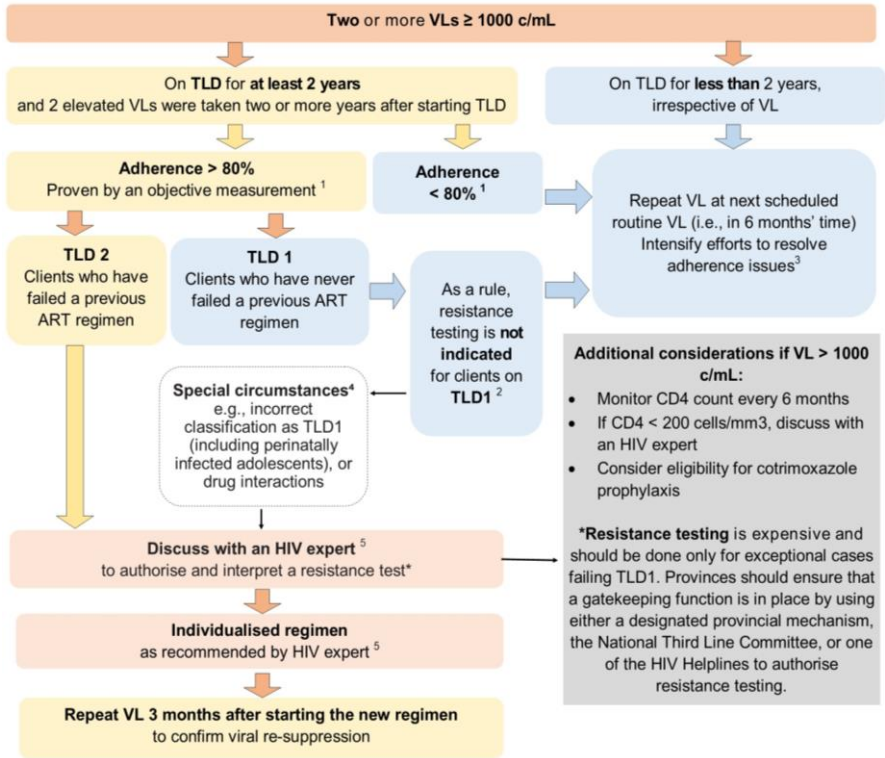 Two or more VLs ≥ 1000 c/mL
On TLD for at least 2 years
and 2 elevated VLs were taken two or more years after starting TLD
On TLD for less than 2 years,
irrespective of VL
Adherence > 80%
Proven by an objective measurement 1
Adherence
< 80% 1
Repeat VL at next scheduled
routine VL (i.e., in 6 months' time)
Intensify efforts to resolve
adherence issues3
TLD 2
Clients who have
failed a previous
ART regimen
TLD 1
Clients who have never
failed a previous ART
regimen
As a rule,
resistance
testing is not
indicated
for clients on
TLD1 2
Special circumstances4
e.g., incorrect
classification as TLD1
(including perinatally
infected adolescents), or
drug interactions
Additional considerations if VL > 1000
c/mL:
• Monitor CD4 count every 6 months
• If CD4 < 200 cells/mm3, discuss with
an HIV expert
• Consider eligibility for cotrimoxazole
prophylaxis
*Resistance testing is expensive and
should be done only for exceptional cases
failing TLD1. Provinces should ensure that
a gatekeeping function is in place by using
either a designated provincial mechanism,
the National Third Line Committee, or one
of the HIV Helplines to authorise
resistance testing.
Discuss with an HIV expert 5
to authorise and interpret a resistance test*
Individualised regimen
as recommended by HIV expert 5
Repeat VL 3 months after starting the new regimen
to confirm viral re-suppression